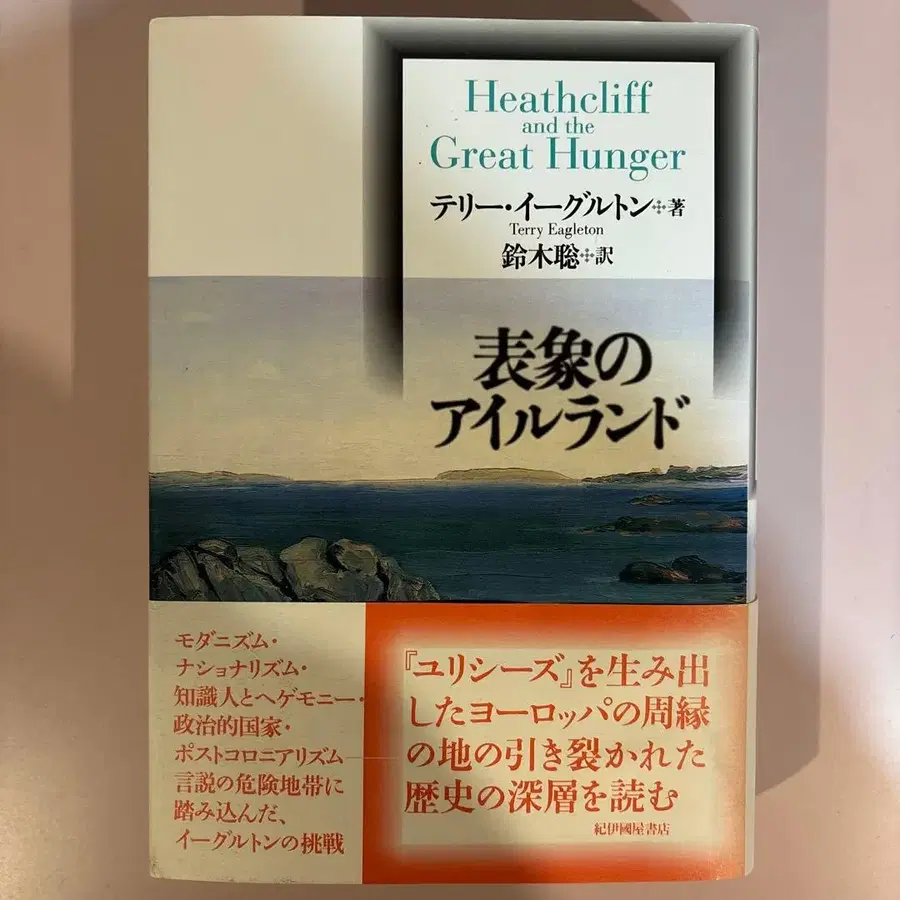 Heathcliff
and the
Great Hunger
テリー・イーグルトン 著
Terry Eagleton
鈴木聡 訳
表象の
アイルランド
モダニズム・
ナショナリズム・
知識人とヘゲモニー・
政治的国家・
ポストコロニアリズム──
言説の危険地帯に
踏み込んだ、
イーグルトンの挑戦
『ユリシーズ』を生み出
したヨーロッパの周縁
の地の引き裂かれた
歴史の深層を読む
紀伊國屋書店